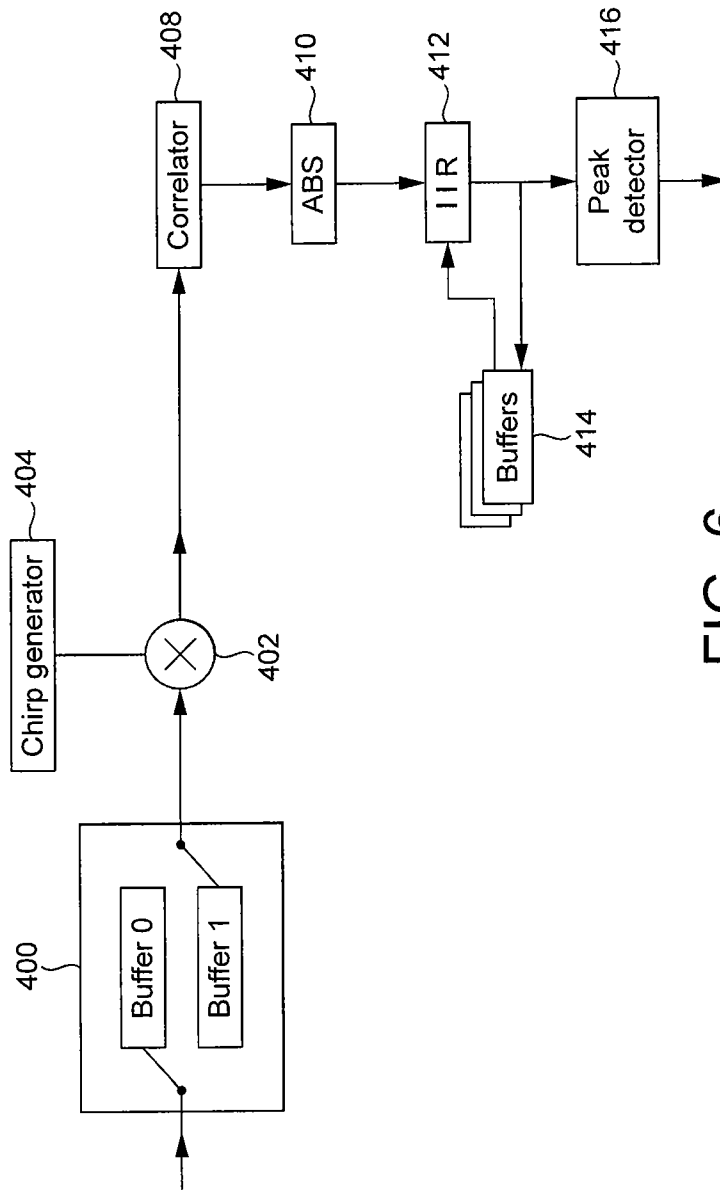 400
Buffer 0
Buffer 1
Chirp generator
404
402
Correlator
408
ABS
410
I I R
412
Buffers
414
Peak
detector
416
FIG. 6